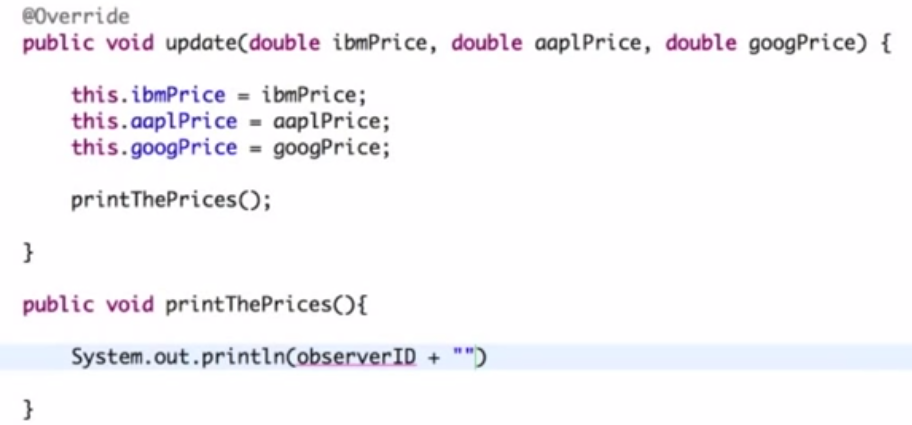 @Override
public void update(double ibmPrice, double aaplPrice, double googPrice) {
this.ibmPrice = ibmPrice;
this.aaplPrice = aaplPrice;
this.googPrice = googPrice;
printThePrices();
}
public void printThePrices(){
System.out.println(observerID + "")
}